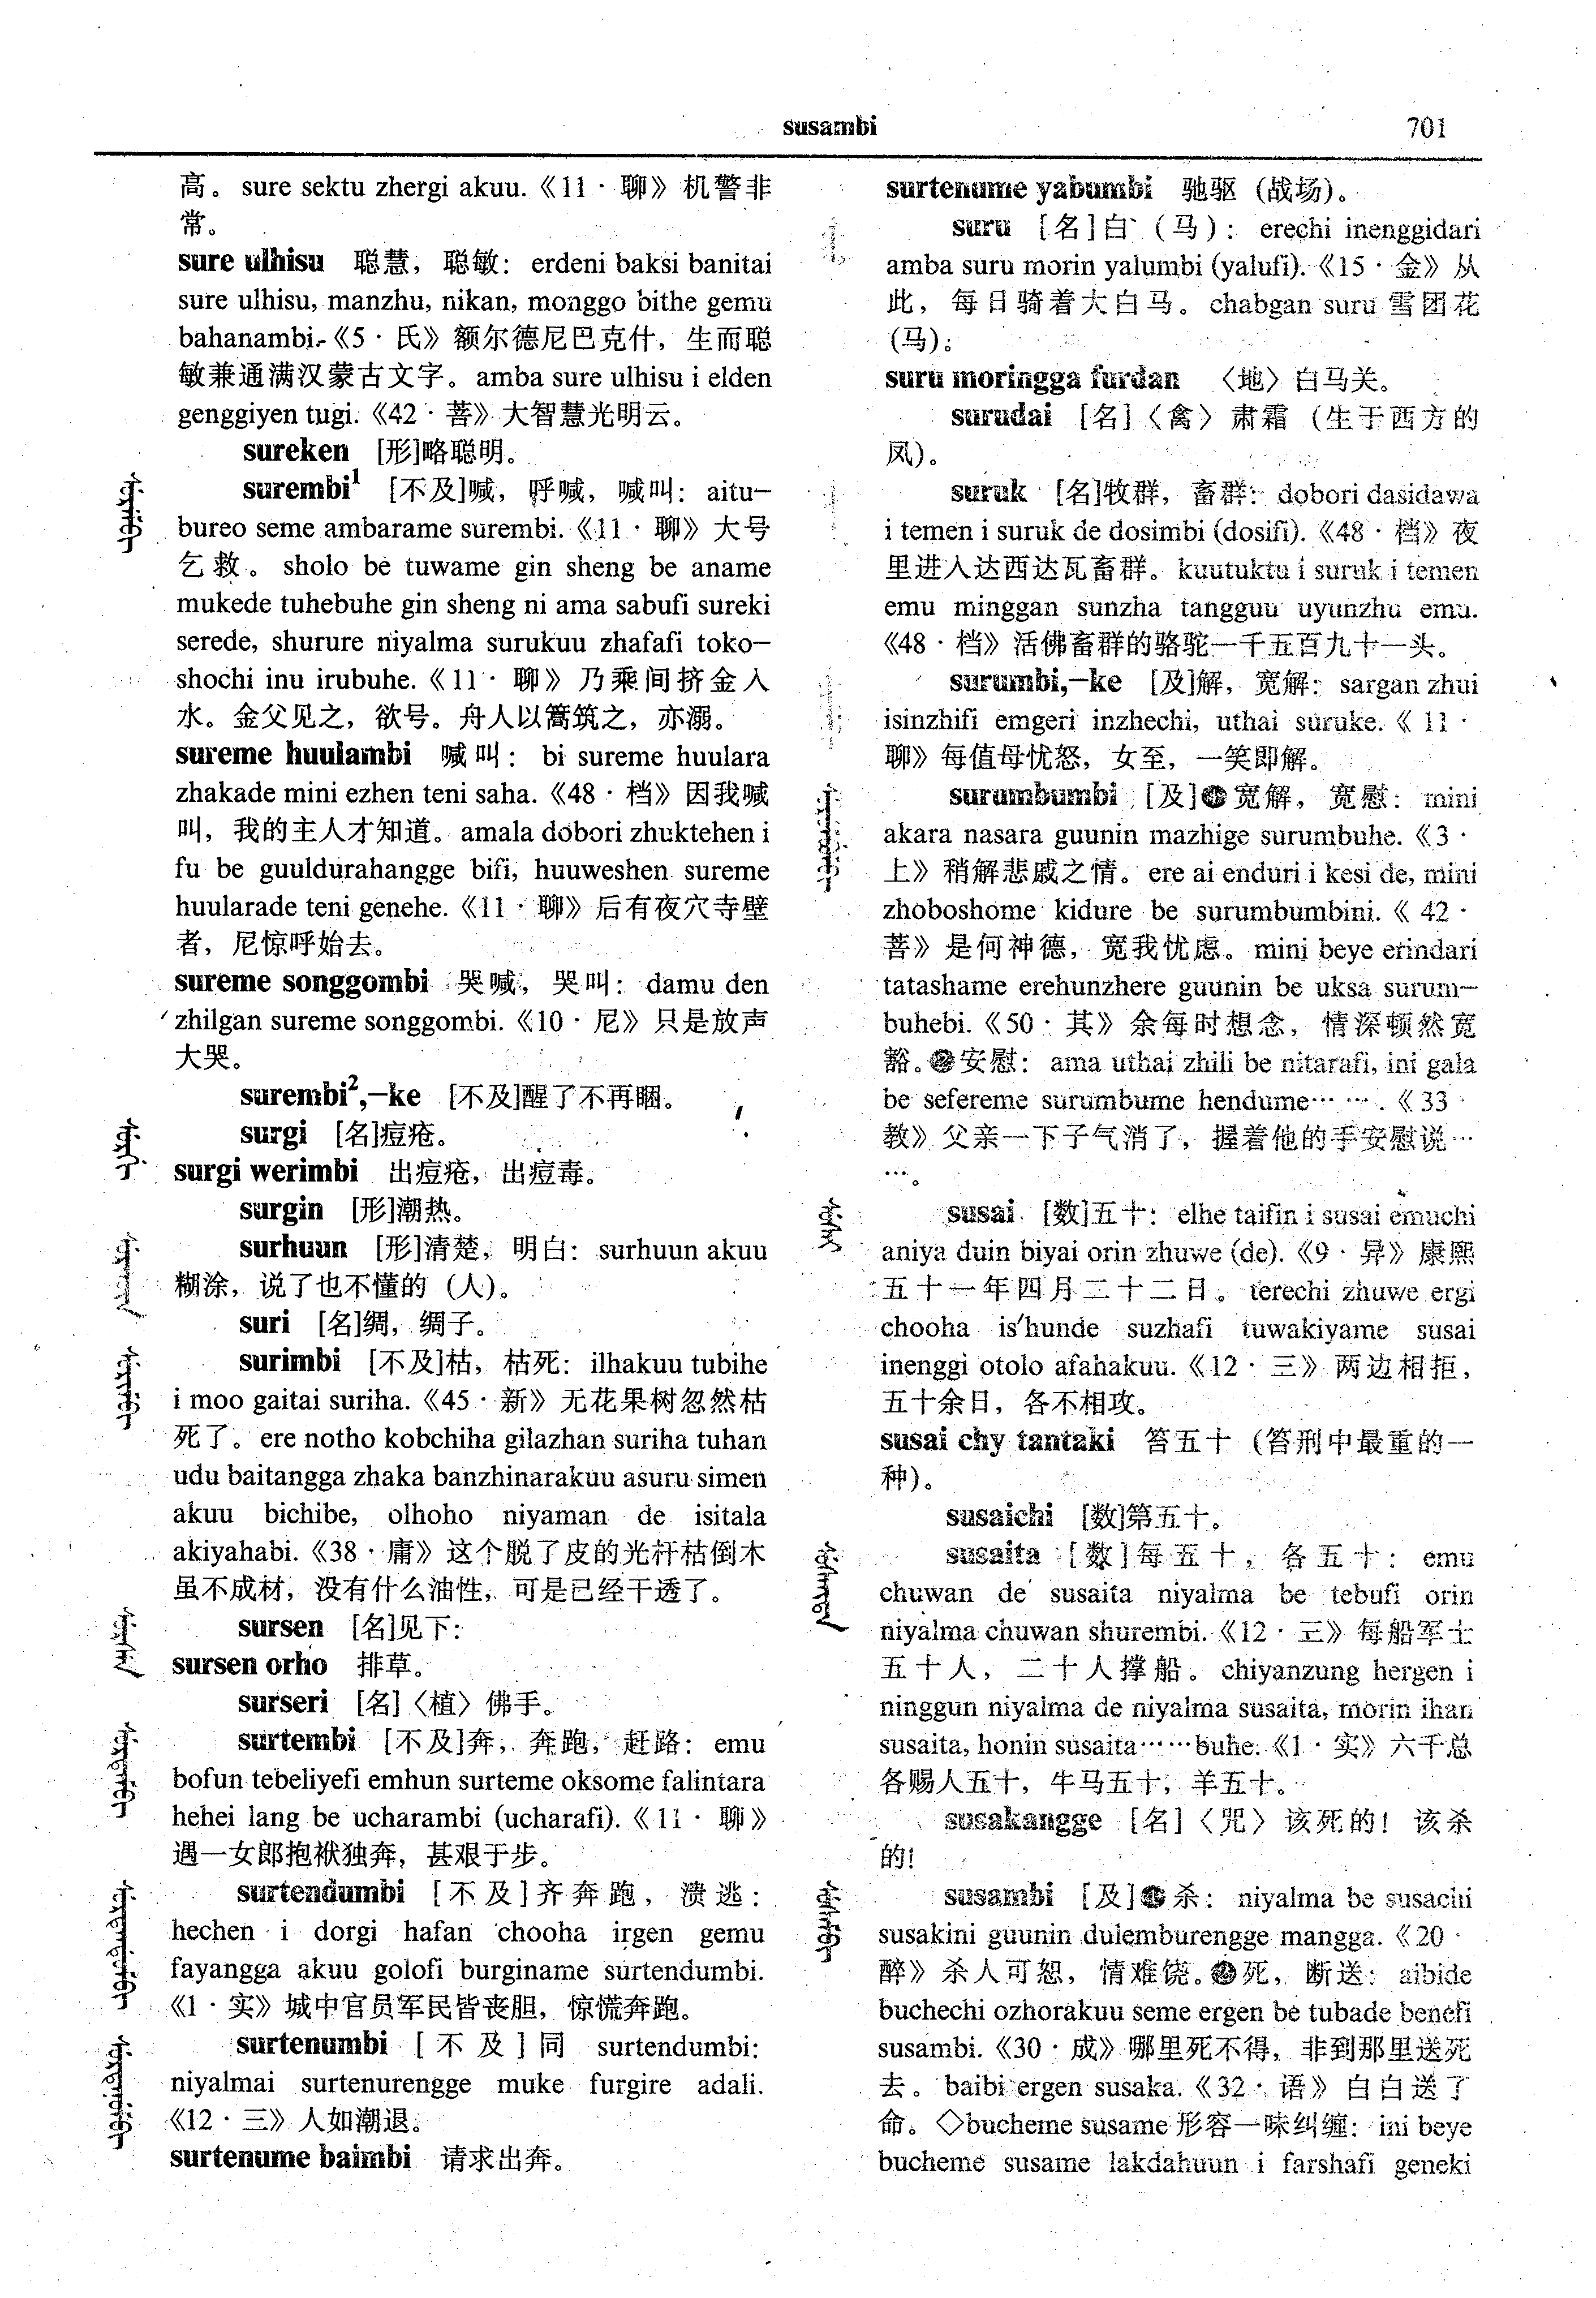 susambi 701
高。sure sektu zhergi akuu.《11·聊》机警非
常。
sure ulhisu 聪慧，聪敏：erdeni baksi banitai
sure ulhisu, manzhu, nikan, monggo bithe gemu
bahanambi.《5·氏》额尔德尼巴克什，生而聪
敏兼通满汉蒙古文字。amba sure ulhisu i elden
genggiyen tugi.《42·菩》大智慧光明云。
sureken [形]略聪明。
surembi¹ [不及]喊，呼喊，喊叫：aitu-
bureo seme ambarame surembi.《11·聊》大号
乞救。sholo be tuwame gin sheng be aname
mukede tuhebuhe gin sheng ni ama sabufi sureki
serede, shurure niyalma surukuu zhafafi toko-
shochi inu irubuhe.《11·聊》乃乘间挤金入
水。金父见之，欲号。舟人以篙筑之，亦溺。
sureme huulambi 喊叫：bi sureme huulara
zhakade mini ezhen teni saha.《48·档》因我喊
叫，我的主人才知道。amala dobori zhuktehen i
fu be guuldurahangge bifi, huuweshen sureme
huularade teni genehe.《11·聊》后有夜穴寺壁
者，尼惊呼始去。
sureme songgombi 哭喊，哭叫：damu den
zhilgan sureme songgombi.《10·尼》只是放声
大哭。
surembi²,-ke [不及]醒了不再睏。
surgi [名]痘疮。
surgi werimbi 出痘疮，出痘毒。
surgin [形]潮热。
surhuun [形]清楚，明白：surhuun akuu
糊涂，说了也不懂的（人）。
suri [名]绸，绸子。
surimbi [不及]枯，枯死：ilhakuu tubihe
i moo gaitai suriha.《45·新》无花果树忽然枯
死了。ere notho kobchiha gilazhan suriha tuhan
udu baitangga zhaka banzhinarakuu asuru simen
akuu bichibe, olhoho niyaman de isitala
akiyahabi.《38·庸》这个脱了皮的光杆枯倒木
虽不成材，没有什么油性，可是已经干透了。
sursen [名]见下：
sursen orho 排草。
surseri [名]〈植〉佛手。
surtembi [不及]奔，奔跑，赶路：emu
bofun tebeliyefi emhun surteme oksome falintara
hehei lang be ucharambi (ucharafi).《11·聊》
遇一女郎抱袱独奔，甚艰于步。
surtendumbi [不及]齐奔跑，溃逃：
hechen i dorgi hafan chooha irgen gemu
fayangga akuu golofi burginame surtendumbi.
《1·实》城中官员军民皆丧胆，惊慌奔跑。
surtenumbi [不及]同 surtendumbi:
niyalmai surtenurengge muke furgire adali.
《12·三》人如潮退。
surtenume baimbi 请求出奔。
surtenume yabumbi 驰驱（战场）。
suru [名]白（马）：erechi inenggidari
amba suru morin yalumbi (yalufi).《15·金》从
此，每日骑着大白马。chabgan suru 雪团花
(马)；
suru moringga furdan 〈地〉白马关。
surudai [名]〈禽〉肃霜（生于西方的
凤）。
suruk [名]牧群，畜群：dobori dasidawa
i temen i suruk de dosimbi (dosifi).《48·档》夜
里进入达西达瓦畜群。kuutuktu i suruk i temen
emu minggan sunzha tangguu uyunzhu emu.
《48·档》活佛畜群的骆驼一千五百九十一头。
surumbi,-ke [及]解，宽解：sargan zhui
isinzhifi emgeri inzhechi, uthai suruke.《11·
聊》每值母忧怒，女至，一笑即解。
surumbumbi [及]❶宽解，宽慰：mini
akara nasara guunin mazhige surumbuhe.《3·
上》稍解悲戚之情。ere ai enduri i kesi de, mini
zhoboshome kidure be surumbumbini.《42·
菩》是何神德，宽我忧虑。mini beye erindari
tatashame erehunzhere guunin be uksa surum-
buhebi.《50·其》余每时想念，情深顿然宽
豁。❷安慰：ama uthai zhili be nitarafi, ini gala
be sefereme surumbume hendume…….《33·
教》父亲一下子气消了，握着他的手安慰说…
…。
susai [数]五十：elhe taifin i susai emuchi
aniya duin biyai orin zhuwe (de).《9·异》康熙
五十一年四月二十二日。terechi zhuwe ergi
chooha is'hunde suzhafi tuwakiyame susai
inenggi otolo afahakuu.《12·三》两边相拒，
五十余日，各不相攻。
susai chy tantaki 笞五十（笞刑中最重的一
种）。
susaichi [数]第五十。
susaita [数]每五十，各五十：emu
chuwan de susaita niyalma be tebufi orin
niyalma chuwan shurembi.《12·三》每船军士
五十人，二十人撑船。chiyanzung hergen i
ninggun niyalma de niyalma susaita, morin ihan
susaita, honin susaita……buhe.《1·实》六千总
各赐人五十，牛马五十，羊五十。
susakangge [名]〈咒〉该死的！该杀
的！
susambi [及]❶杀：niyalma be susachi
susakini guunin dulemburengge mangga.《20·
醉》杀人可恕，情难饶。❷死，断送：aibide
buchechi ozhorakuu seme ergen be tubade benefi
susambi.《30·成》哪里死不得，非到那里送死
去。baibi ergen susaka.《32·语》白白送了
命。◇bucheme susame 形容一味纠缠：ini beye
bucheme susame lakdahuun i farshafi geneki